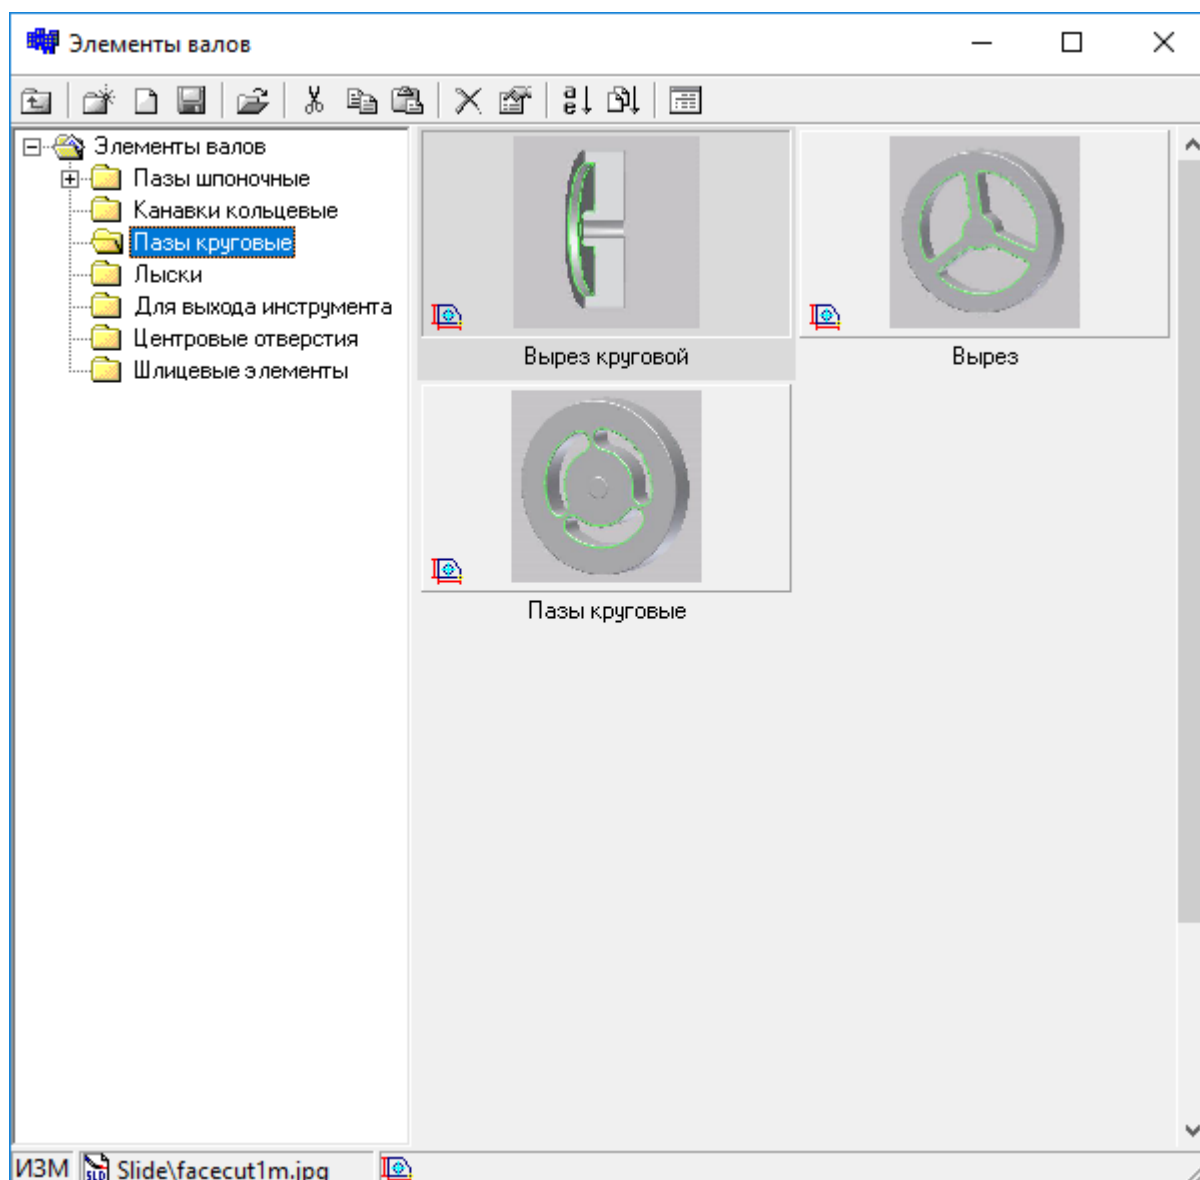 Элементы валов
Элементы валов
Пазы шпоночные
Канавки кольцевые
Пазы круговые
Лыски
Для выхода инструмента
Центровые отверстия
Шлицевые элементы
Вырез круговой
Вырез
Пазы круговые
ИЗМ SLD Slide\facecut1m.jpg